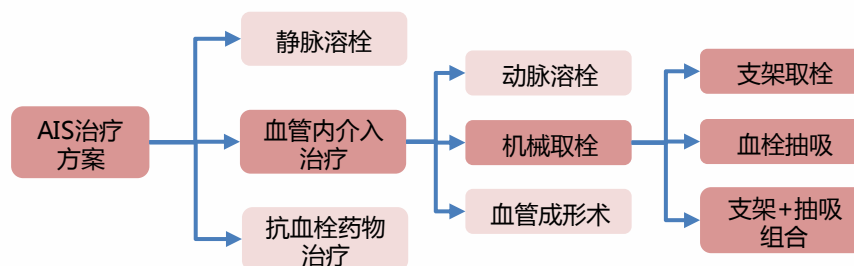 AIS治疗
方案
静脉溶栓
血管内介入
治疗
抗血栓药物
治疗
动脉溶栓
机械取栓
血管成形术
支架取栓
血栓抽吸
支架+抽吸
组合